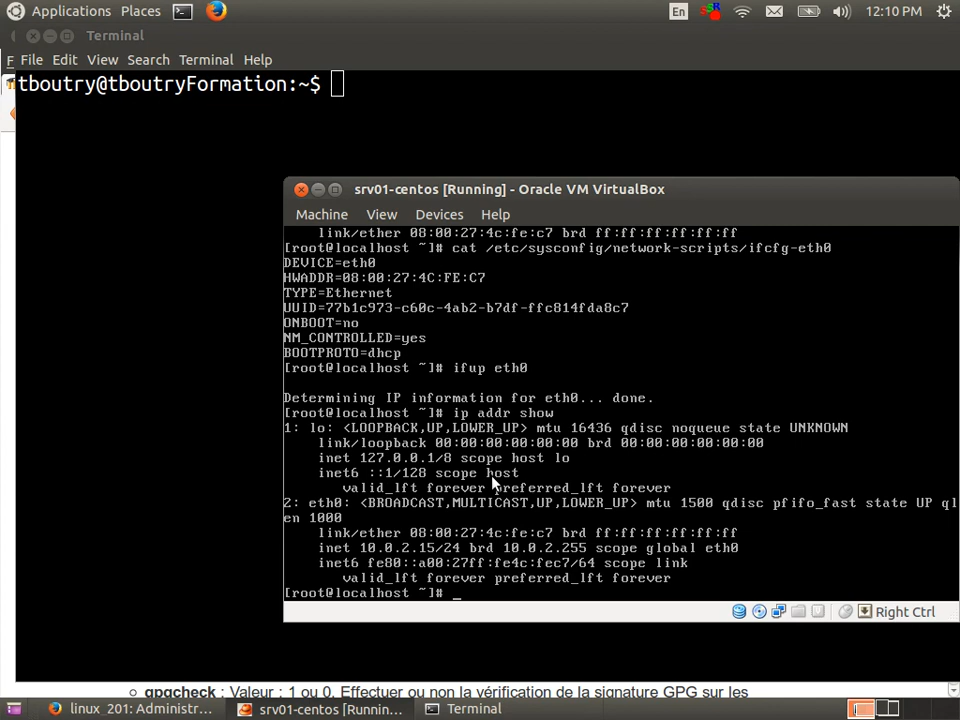 Applications Places En 12:10 PM
Terminal
File Edit View Search Terminal Help
tboutry@tboutryFormation:~$
srv01-centos [Running] - Oracle VM VirtualBox
Machine View Devices Help
link/ether 08:00:27:4c:fe:c7 brd ff:ff:ff:ff:ff:ff
[root@localhost ~]# cat /etc/sysconfig/network-scripts/ifcfg-eth0
DEVICE=eth0
HWADDR=08:00:27:4C:FE:C7
TYPE=Ethernet
UUID=77b1c973-c60c-4ab2-b7df-ffc814fda8c7
ONBOOT=no
NM_CONTROLLED=yes
BOOTPROTO=dhcp
[root@localhost ~]# ifup eth0
Determining IP information for eth0... done.
[root@localhost ~]# ip addr show
1: lo: <LOOPBACK,UP,LOWER_UP> mtu 16436 qdisc noqueue state UNKNOWN
link/loopback 00:00:00:00:00:00 brd 00:00:00:00:00:00
inet 127.0.0.1/8 scope host lo
inet6 ::1/128 scope host
valid_lft forever preferred_lft forever
2: eth0: <BROADCAST,MULTICAST,UP,LOWER_UP> mtu 1500 qdisc pfifo_fast state UP ql
en 1000
link/ether 08:00:27:4c:fe:c7 brd ff:ff:ff:ff:ff:ff
inet 10.0.2.15/24 brd 10.0.2.255 scope global eth0
inet6 fe80::a00:27ff:fe4c:fec7/64 scope link
valid_lft forever preferred_lft forever
[root@localhost ~]# _
Right Ctrl
gpgcheck : Valeur : 1 ou 0. Effectuer ou non la vérification de la signature GPG sur les
linux_201: Administr... srv01-centos [Runnin... Terminal